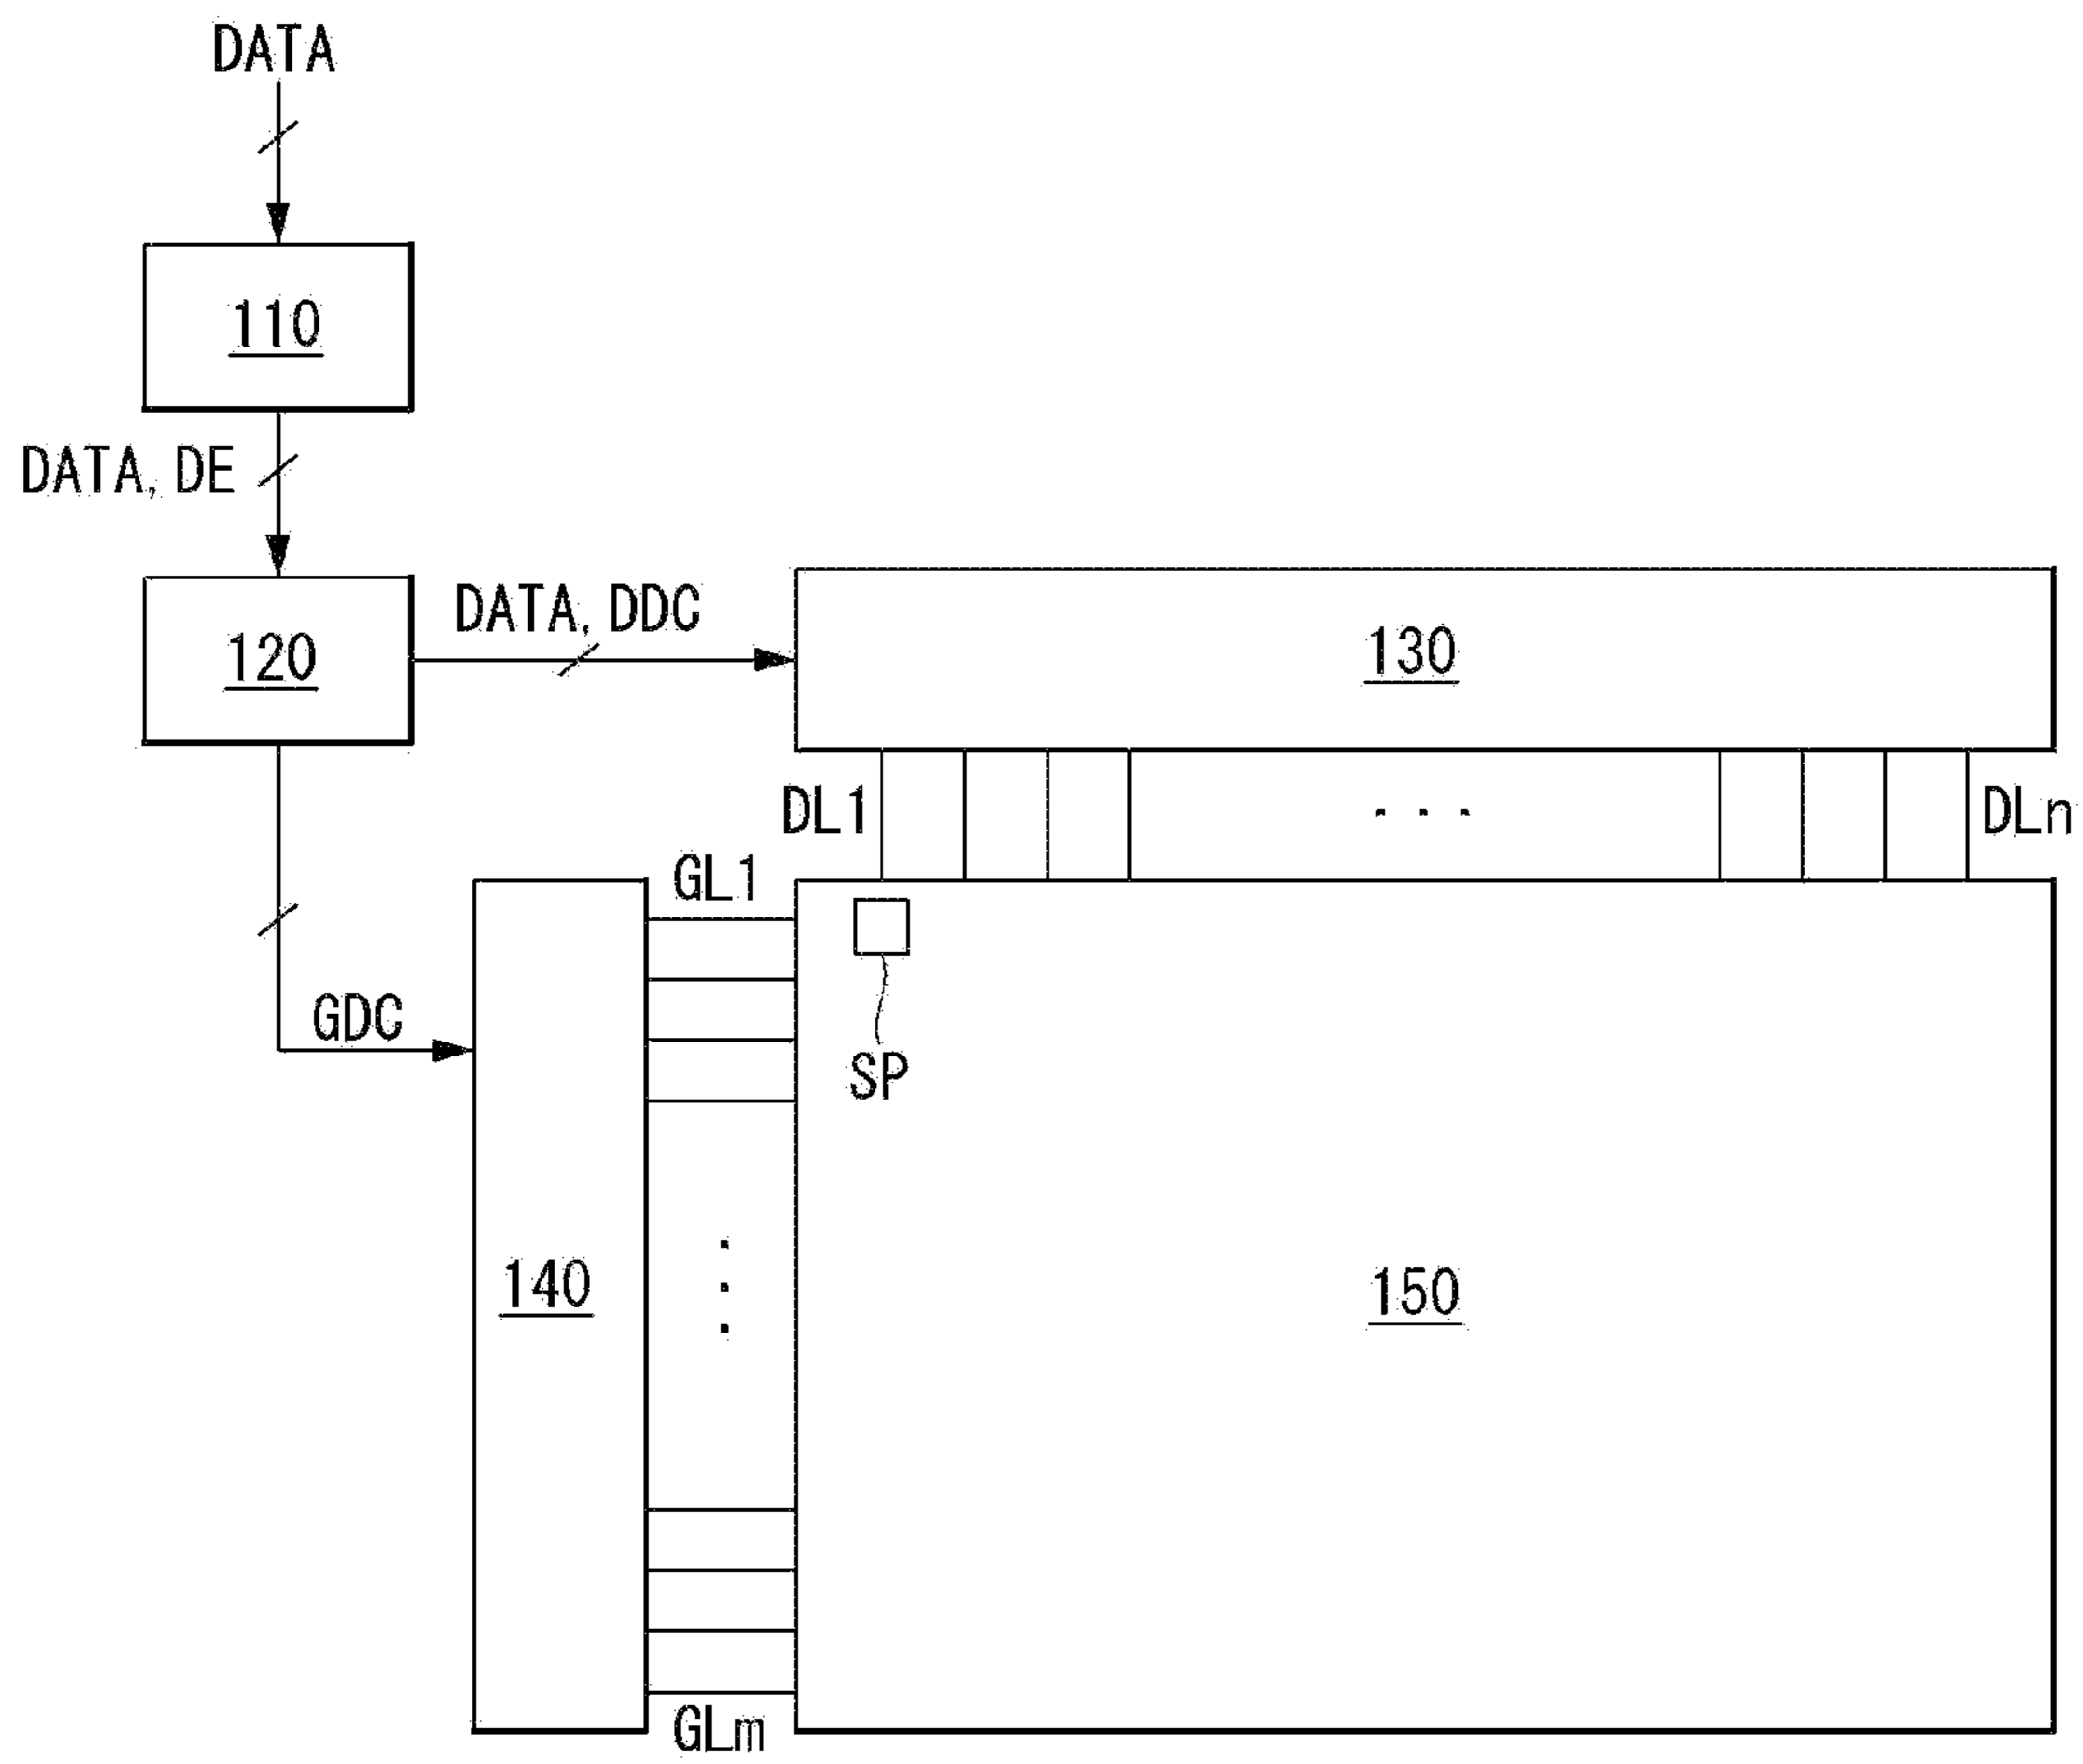 DATA
110
DATA, DE
120
DATA, DDC
130
DL1
DLn
GL1
SP
GDC
140
150
GLm